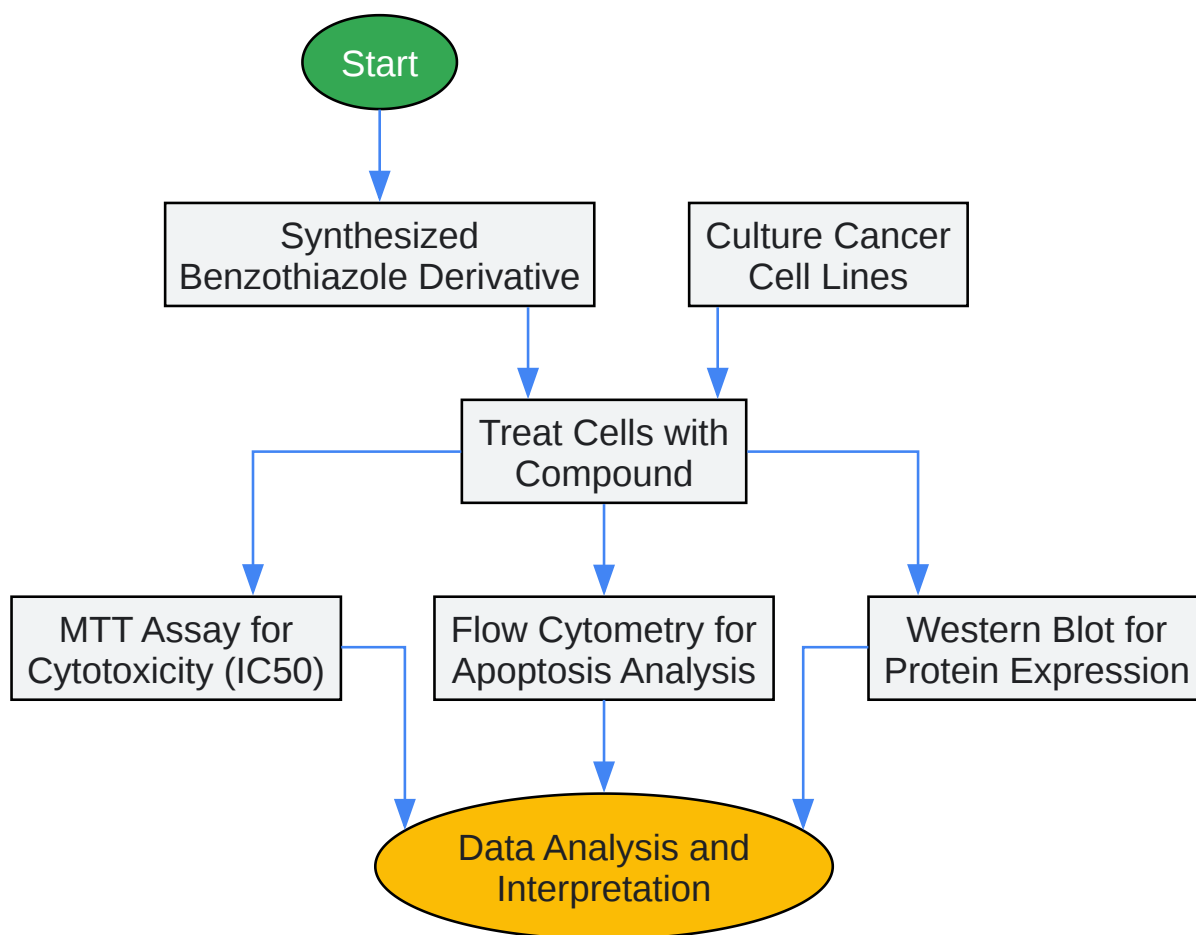 Start
Synthesized
Benzothiazole Derivative
Culture Cancer
Cell Lines
Treat Cells with
Compound
MTT Assay for
Cytotoxicity (IC50)
Flow Cytometry for
Apoptosis Analysis
Western Blot for
Protein Expression
Data Analysis and
Interpretation